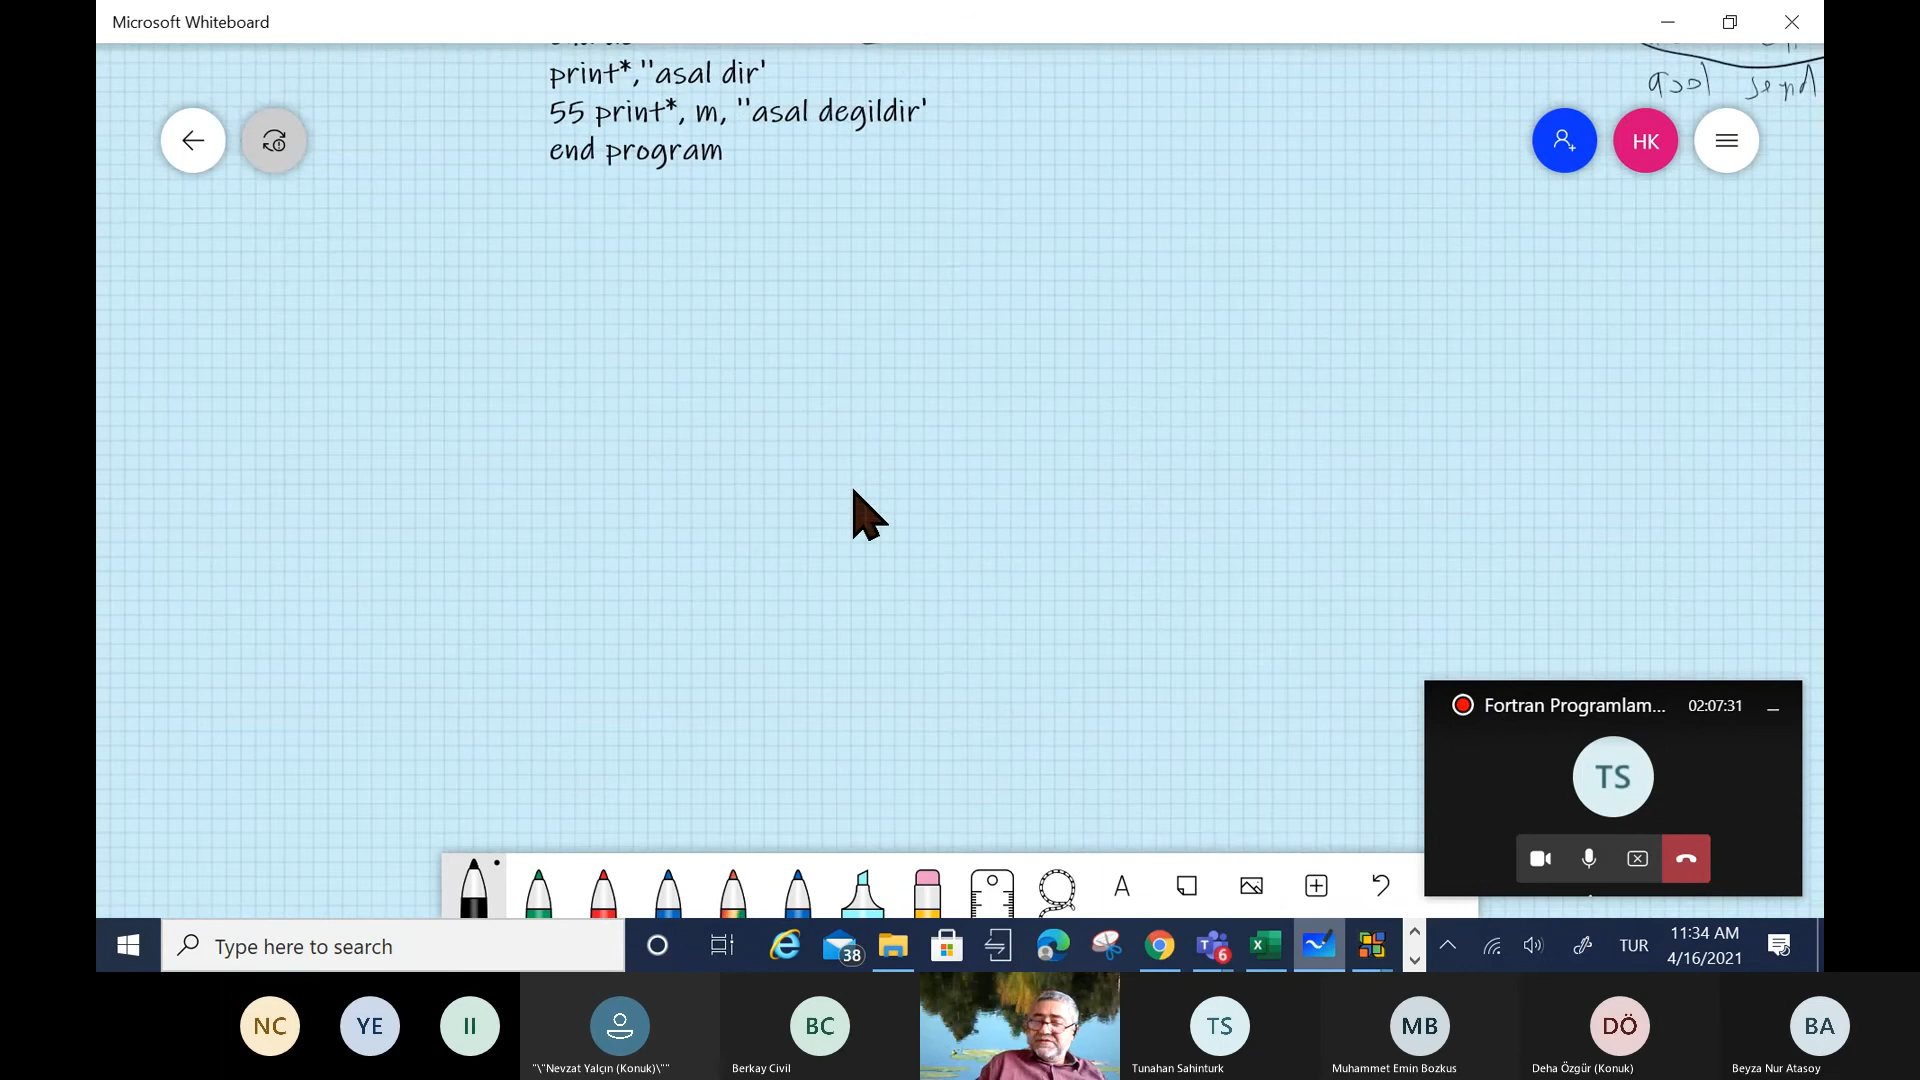 Microsoft Whiteboard
print*,''asal dir'
55 print*, m, ''asal degildir'
end program
asal
HK
Fortran Programlam... 02:07:31
TS
A
Type here to search
38
6
TUR
11:34 AM
4/16/2021
NC
YE
II
BC
TS
MB
DÖ
BA
"\"Nevzat Yalçın (Konuk)\""
Berkay Civil
Tunahan Sahinturk
Muhammet Emin Bozkus
Deha Özgür (Konuk)
Beyza Nur Atasoy